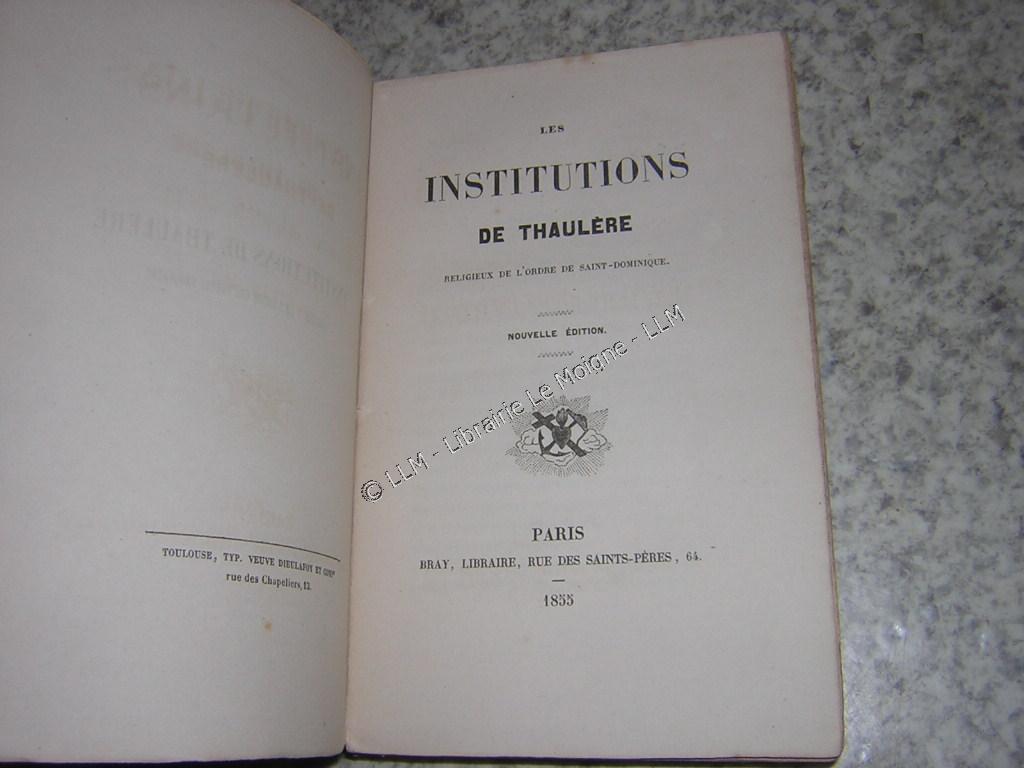 TOULOUSE, TYP. VEUVE DIEULAFOY ET COMPe
rue des Chapeliers, 13.
LES
INSTITUTIONS
DE THAULÈRE
RELIGIEUX DE L'ORDRE DE SAINT-DOMINIQUE.
NOUVELLE ÉDITION.
© LLM - Librairie Le Moigne - LLM
PARIS
BRAY, LIBRAIRE, RUE DES SAINTS-PÈRES, 64.
1855